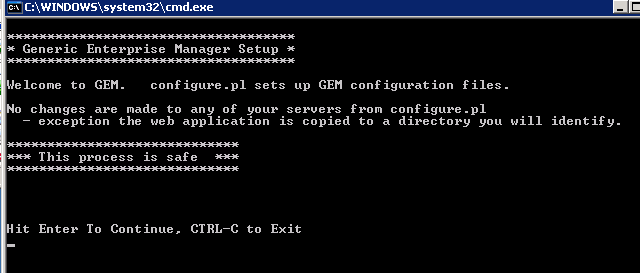 C:\WINDOWS\system32\cmd.exe
************************************
* Generic Enterprise Manager Setup *
************************************
Welcome to GEM.   configure.pl sets up GEM configuration files.
No changes are made to any of your servers from configure.pl
  - exception the web application is copied to a directory you will identify.
*****************************
*** This process is safe  ***
*****************************
Hit Enter To Continue, CTRL-C to Exit